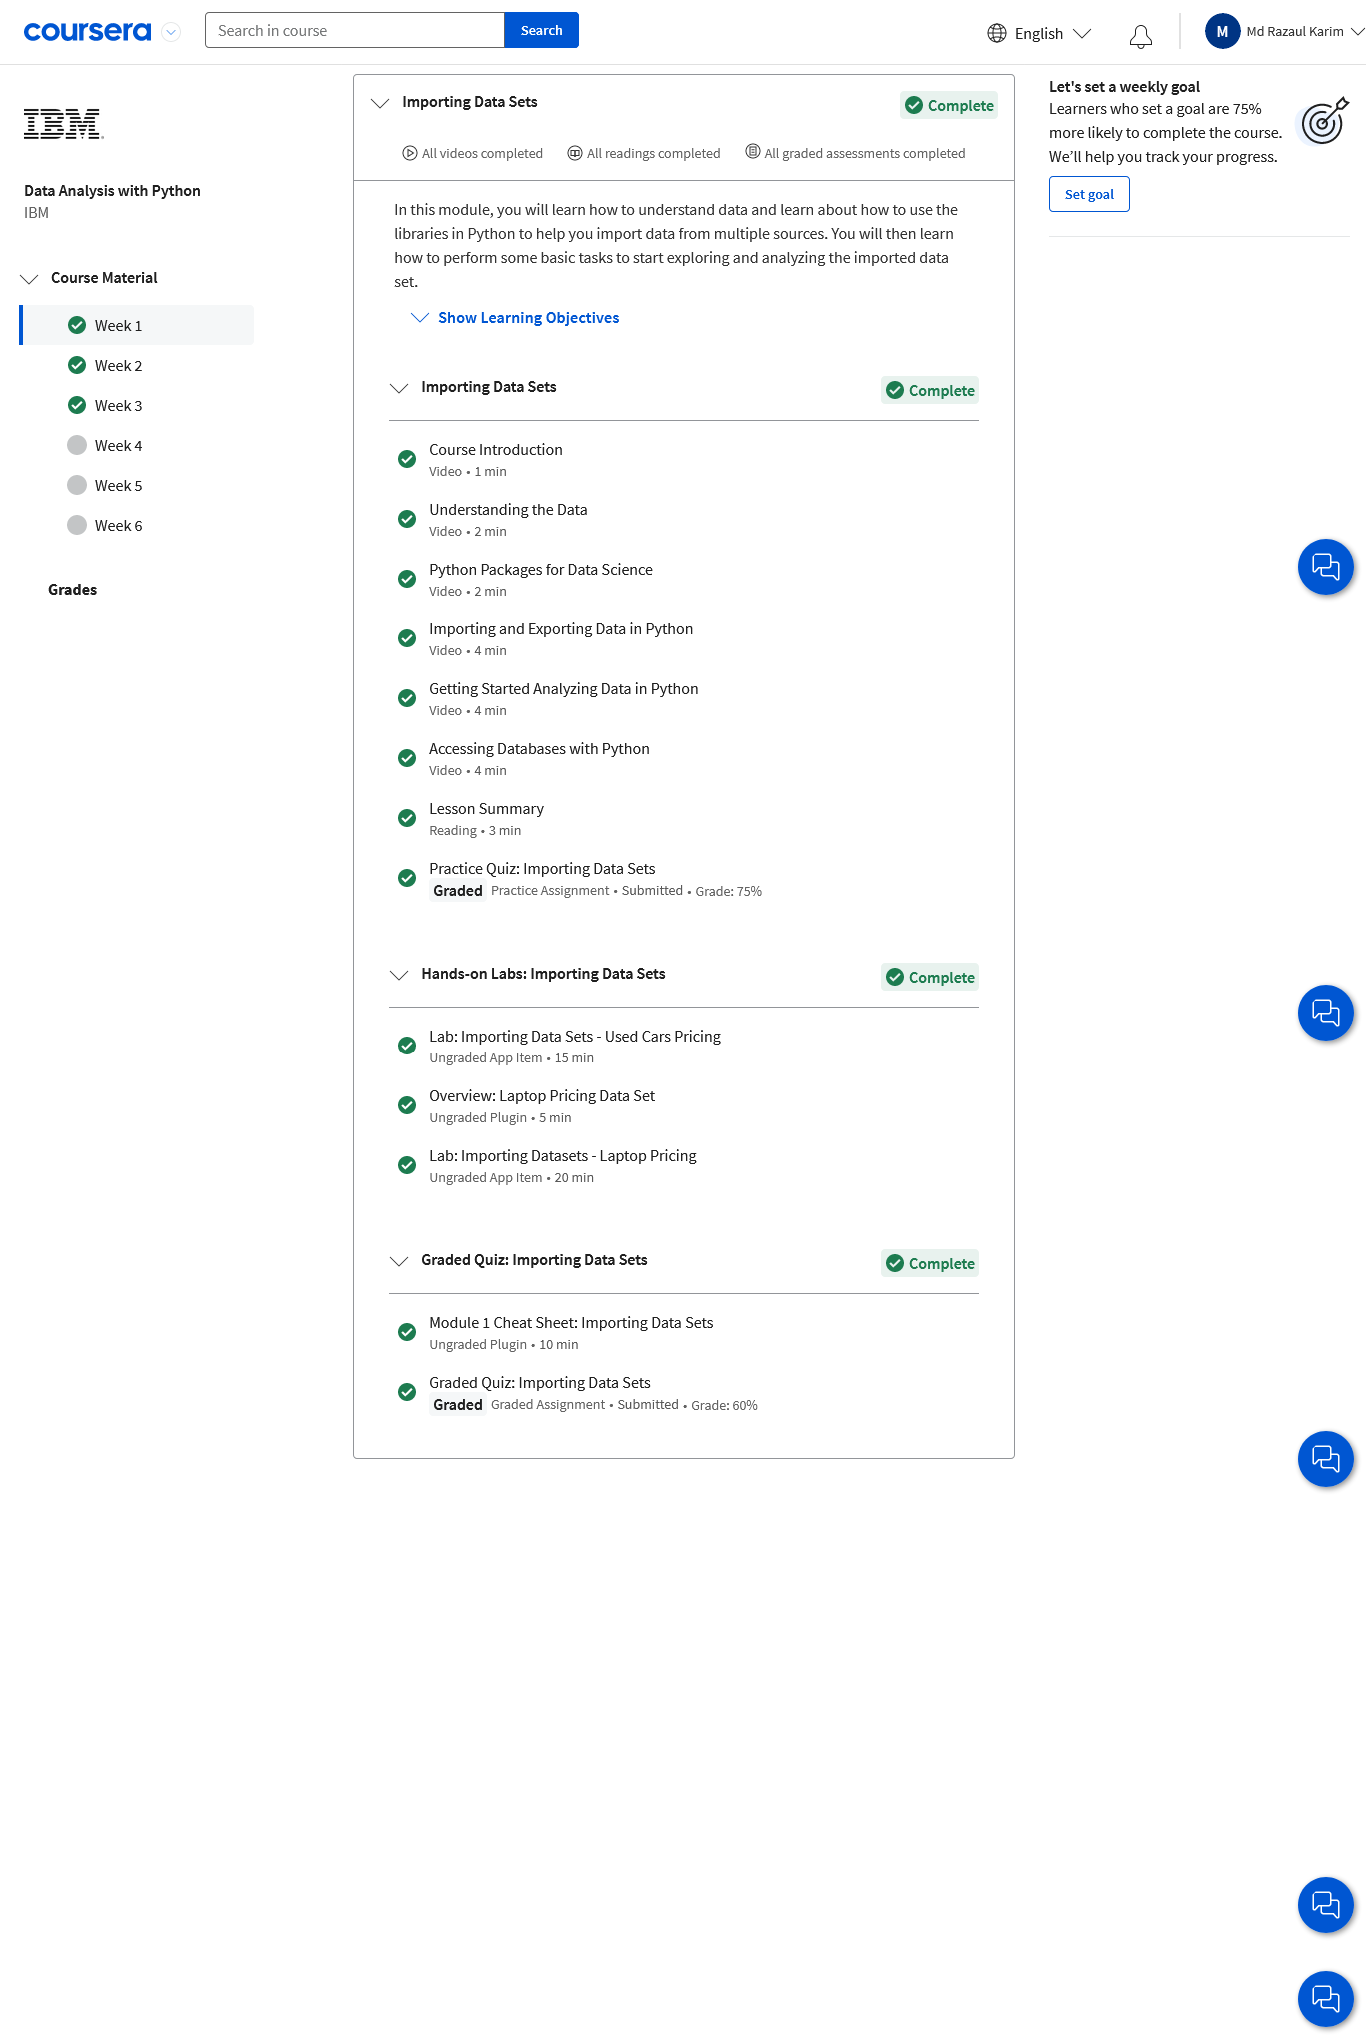 coursera
Search in course
Search
English
M
Md Razaul Karim
IBM
Data Analysis with Python
IBM
Course Material
Week 1
Week 2
Week 3
Week 4
Week 5
Week 6
Grades
Importing Data Sets
Complete
All videos completed
All readings completed
All graded assessments completed
In this module, you will learn how to understand data and learn about how to use the
libraries in Python to help you import data from multiple sources. You will then learn
how to perform some basic tasks to start exploring and analyzing the imported data
set.
Show Learning Objectives
Importing Data Sets
Complete
Course Introduction
Video • 1 min
Understanding the Data
Video • 2 min
Python Packages for Data Science
Video • 2 min
Importing and Exporting Data in Python
Video • 4 min
Getting Started Analyzing Data in Python
Video • 4 min
Accessing Databases with Python
Video • 4 min
Lesson Summary
Reading • 3 min
Practice Quiz: Importing Data Sets
Graded Practice Assignment • Submitted • Grade: 75%
Hands-on Labs: Importing Data Sets
Complete
Lab: Importing Data Sets - Used Cars Pricing
Ungraded App Item • 15 min
Overview: Laptop Pricing Data Set
Ungraded Plugin • 5 min
Lab: Importing Datasets - Laptop Pricing
Ungraded App Item • 20 min
Graded Quiz: Importing Data Sets
Complete
Module 1 Cheat Sheet: Importing Data Sets
Ungraded Plugin • 10 min
Graded Quiz: Importing Data Sets
Graded Graded Assignment • Submitted • Grade: 60%
Let's set a weekly goal
Learners who set a goal are 75%
more likely to complete the course.
We’ll help you track your progress.
Set goal